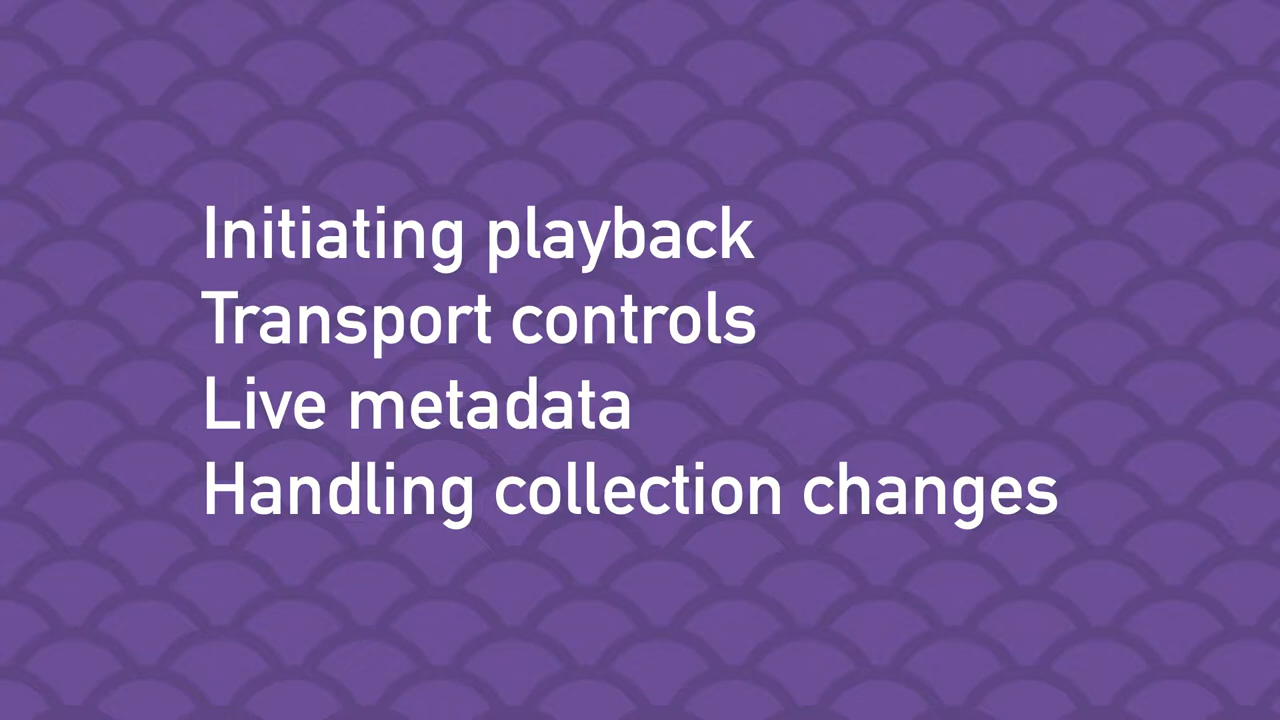 Initiating playback
Transport controls
Live metadata
Handling collection changes